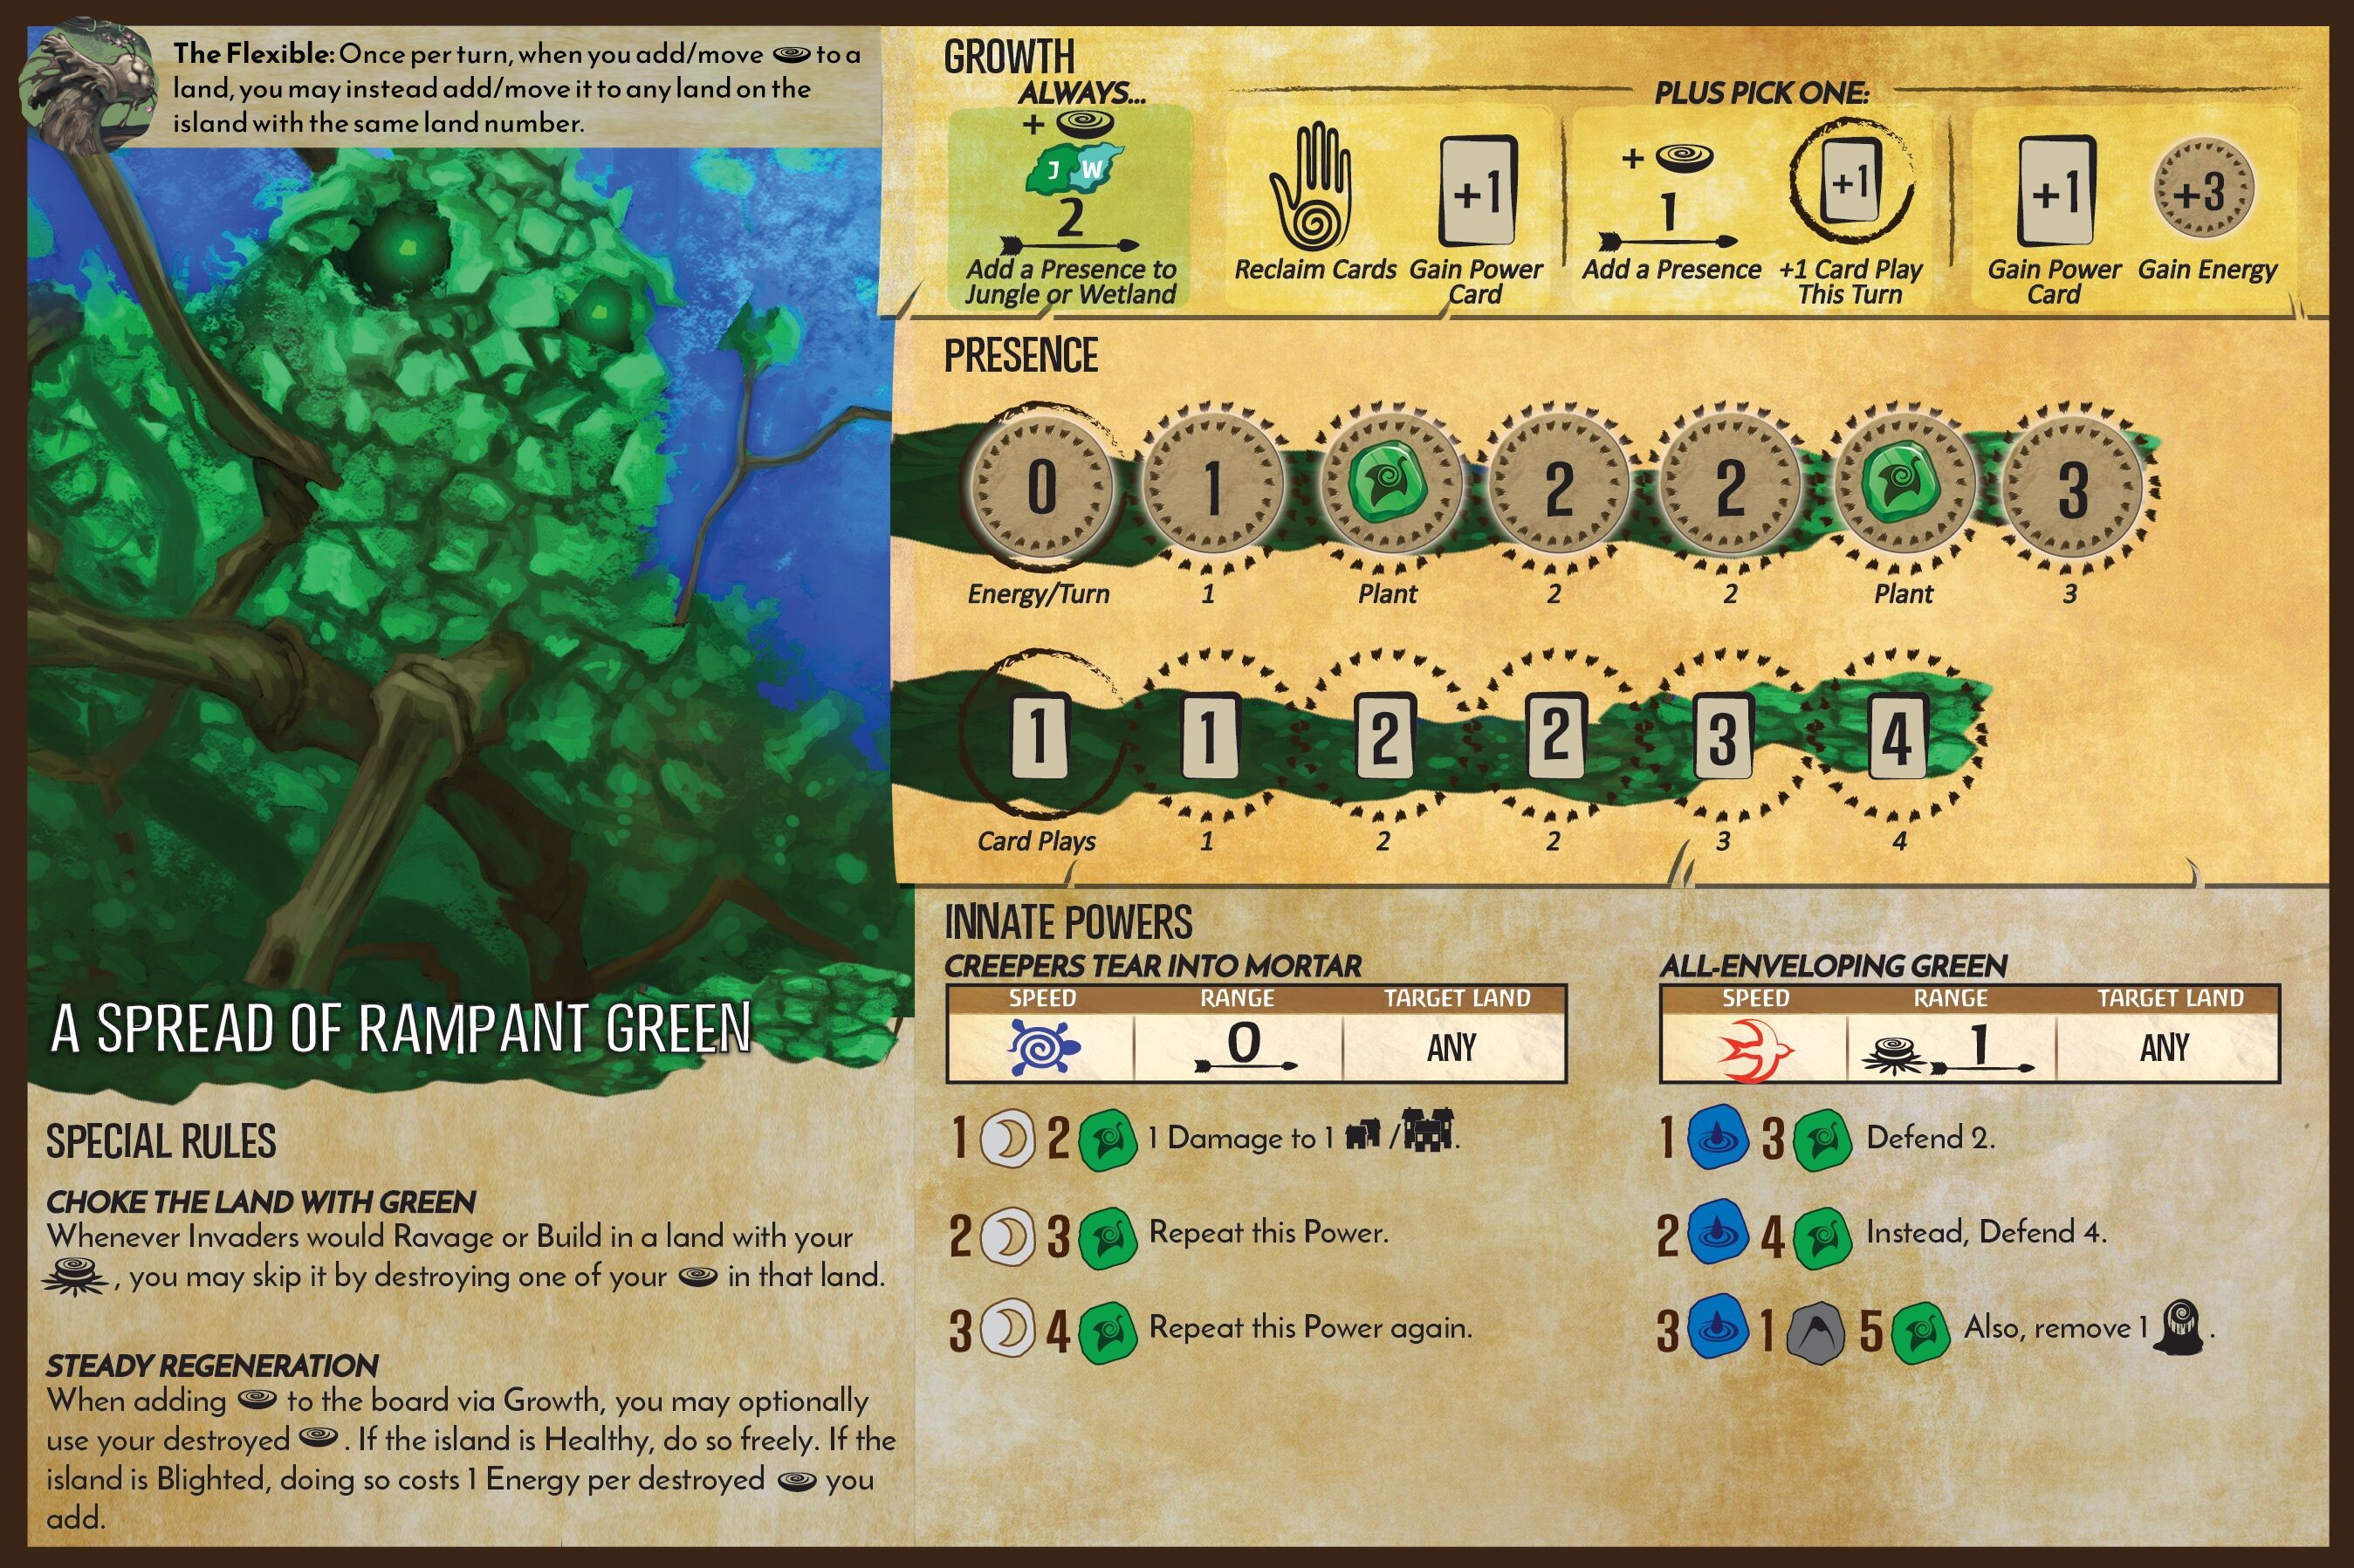 The Flexible: Once per turn, when you add/move to a
land, you may instead add/move it to any land on the
island with the same land number.
GROWTH
ALWAYS...
PLUS PICK ONE:
+
J W
2
Add a Presence to
Jungle or Wetland
Reclaim Cards
+1
Gain Power
Card
+
1
Add a Presence
+1
+1 Card Play
This Turn
+1
Gain Power
Card
+3
Gain Energy
PRESENCE
0 1 2 2 3
Energy/Turn 1 Plant 2 2 Plant 3
1 1 2 2 3 4
Card Plays 1 2 2 3 4
A SPREAD OF RAMPANT GREEN
SPECIAL RULES
CHOKE THE LAND WITH GREEN
Whenever Invaders would Ravage or Build in a land with your
, you may skip it by destroying one of your in that land.
STEADY REGENERATION
When adding to the board via Growth, you may optionally
use your destroyed . If the island is Healthy, do so freely. If the
island is Blighted, doing so costs 1 Energy per destroyed you
add.
INNATE POWERS
CREEPERS TEAR INTO MORTAR
SPEED RANGE TARGET LAND
0 ANY
1 2 1 Damage to 1 / .
2 3 Repeat this Power.
3 4 Repeat this Power again.
ALL-ENVELOPING GREEN
SPEED RANGE TARGET LAND
1 ANY
1 3 Defend 2.
2 4 Instead, Defend 4.
3 1 5 Also, remove 1 .